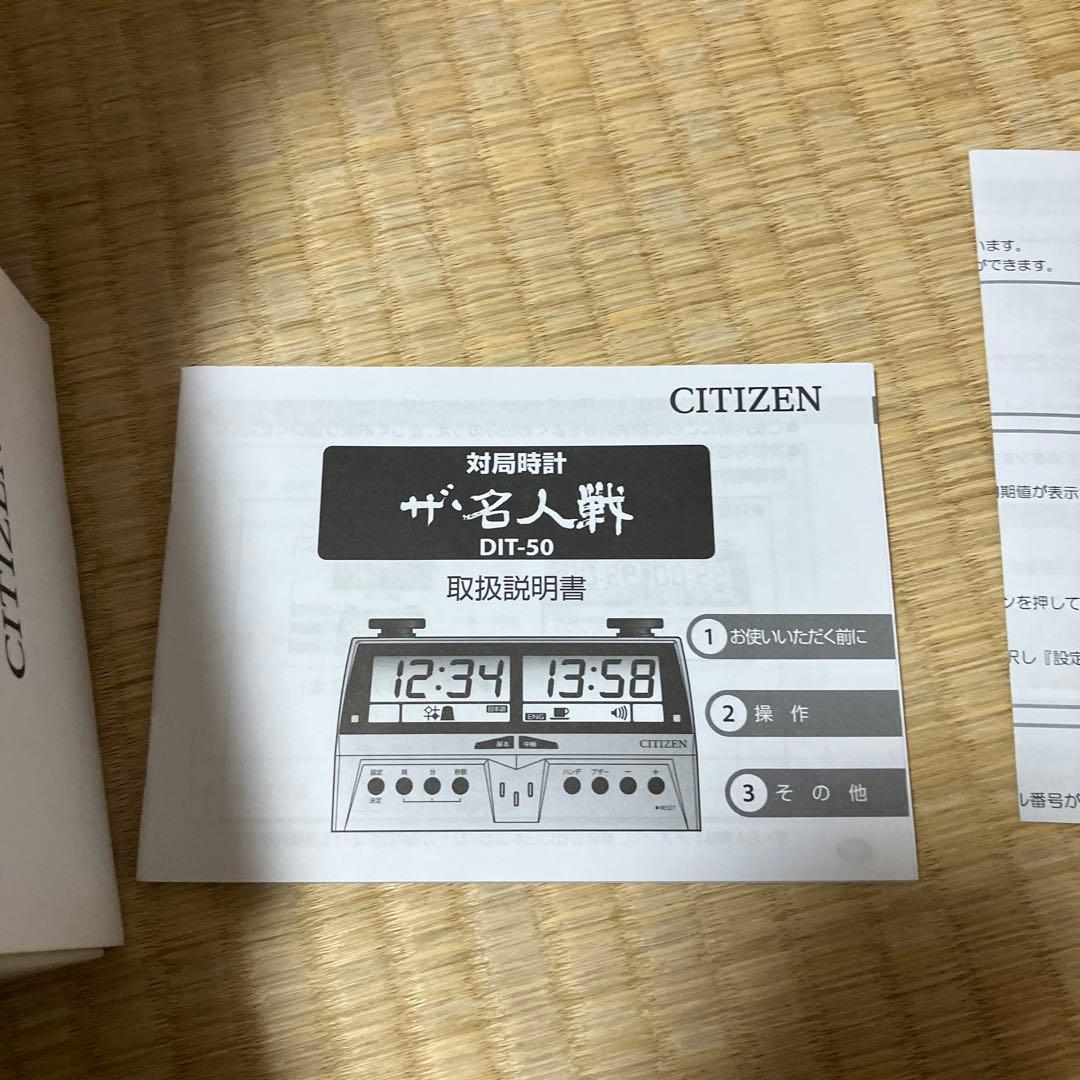 CITIZEN
CITIZEN
対局時計
ザ・名人戦
DIT-50
取扱説明書
12:34
13:58
日本語
ENG
戻る
中断
CITIZEN
設定
時
分
秒読
ハンデ
ブザー
－
＋
決定
●RESET
1 お使いいただく前に
2 操作
3 その他
います。
ができます。
期値が表示
ンを押して
択し『設定
ル番号が